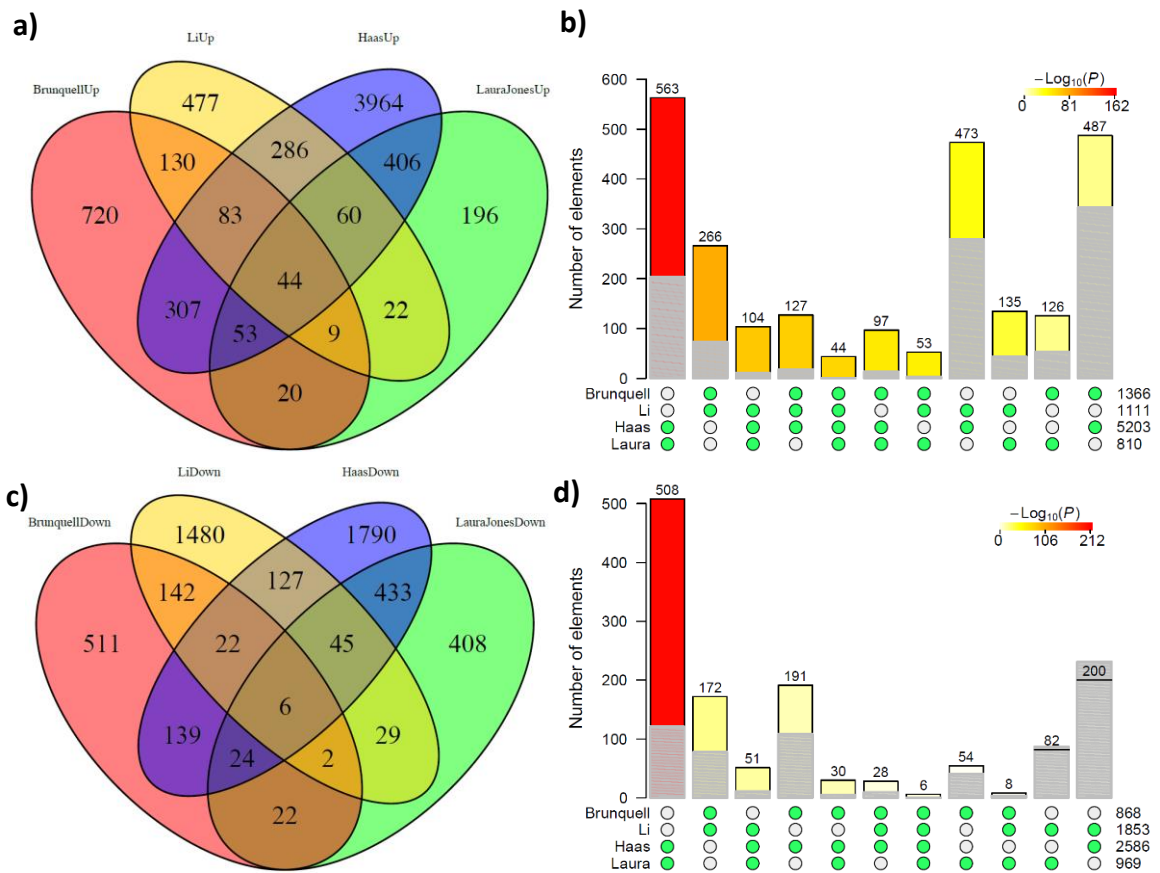 a)
LiUp
HaasUp
BrunquellUp
LauraJonesUp
477
3964
130
286
406
720
83
60
196
44
307
53
9
22
20
b)
−Log10(P)
0 81 162
Number of elements
600
500
400
300
200
100
0
563
266
104
127
44
97
53
473
135
126
487
Brunquell 1366
Li 1111
Haas 5203
Laura 810
c)
LiDown
HaasDown
BrunquellDown
LauraJonesDown
1480
1790
142
127
433
511
22
45
408
6
139
24
2
29
22
d)
−Log10(P)
0 106 212
Number of elements
500
400
300
200
100
0
508
172
51
191
30
28
6
54
8
82
200
Brunquell 868
Li 1853
Haas 2586
Laura 969